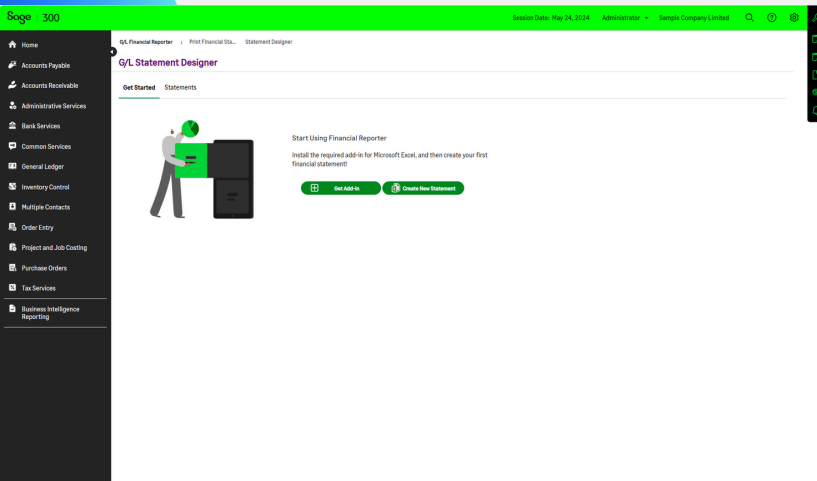 Sage 300
Session Date: May 24, 2024 Administrator Sample Company Limited
Home
Accounts Payable
Accounts Receivable
Administrative Services
Bank Services
Common Services
General Ledger
Inventory Control
Multiple Contacts
Order Entry
Project and Job Costing
Purchase Orders
Tax Services
Business Intelligence
Reporting
G/L Financial Reporter Print Financial Sta... Statement Designer
G/L Statement Designer
Get Started Statements
Start Using Financial Reporter
Install the required add-in for Microsoft Excel, and then create your first
financial statement!
Get Add-in Create New Statement